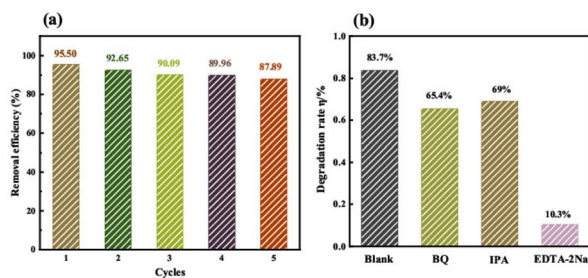 (a)
95.50 92.65 90.09 89.96 87.89
100
80
60
40
20
0
Removal efficiency (%)
1 2 3 4 5
Cycles
(b)
83.7%
65.4%
69%
10.3%
1.0
0.8
0.6
0.4
0.2
0.0
Degradation rate η/%
Blank BQ IPA EDTA-2Na